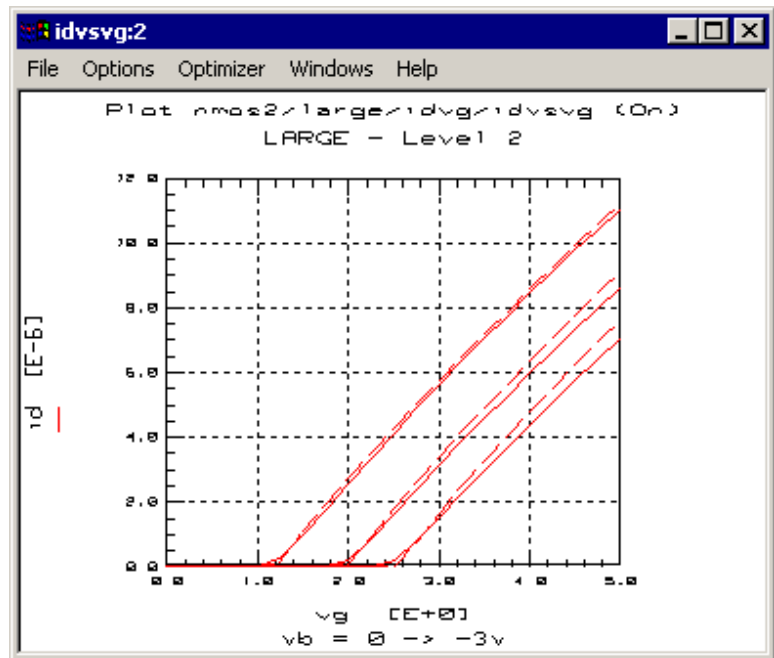 idvsvg:2
File Options Optimizer Windows Help
Plot nmos2/large/idvg/idvsvg (On)
LARGE - Level 2
12.0
10.0
8.0
6.0
4.0
2.0
0.0
id [E-6]
0.0 1.0 2.0 3.0 4.0 5.0
vg [E+0]
vb = 0 -> -3v